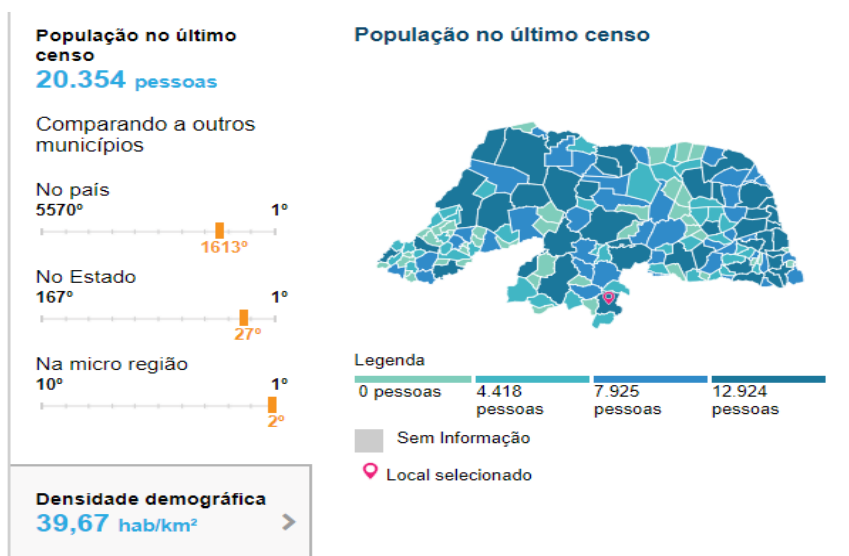 População no último
censo
20.354 pessoas
Comparando a outros
municípios
No país
5570º 1º
1613º
No Estado
167º 1º
27º
Na micro região
10º 1º
2º
Densidade demográfica
39,67 hab/km²
População no último censo
Legenda
0 pessoas 4.418 pessoas 7.925 pessoas 12.924 pessoas
Sem Informação
Local selecionado